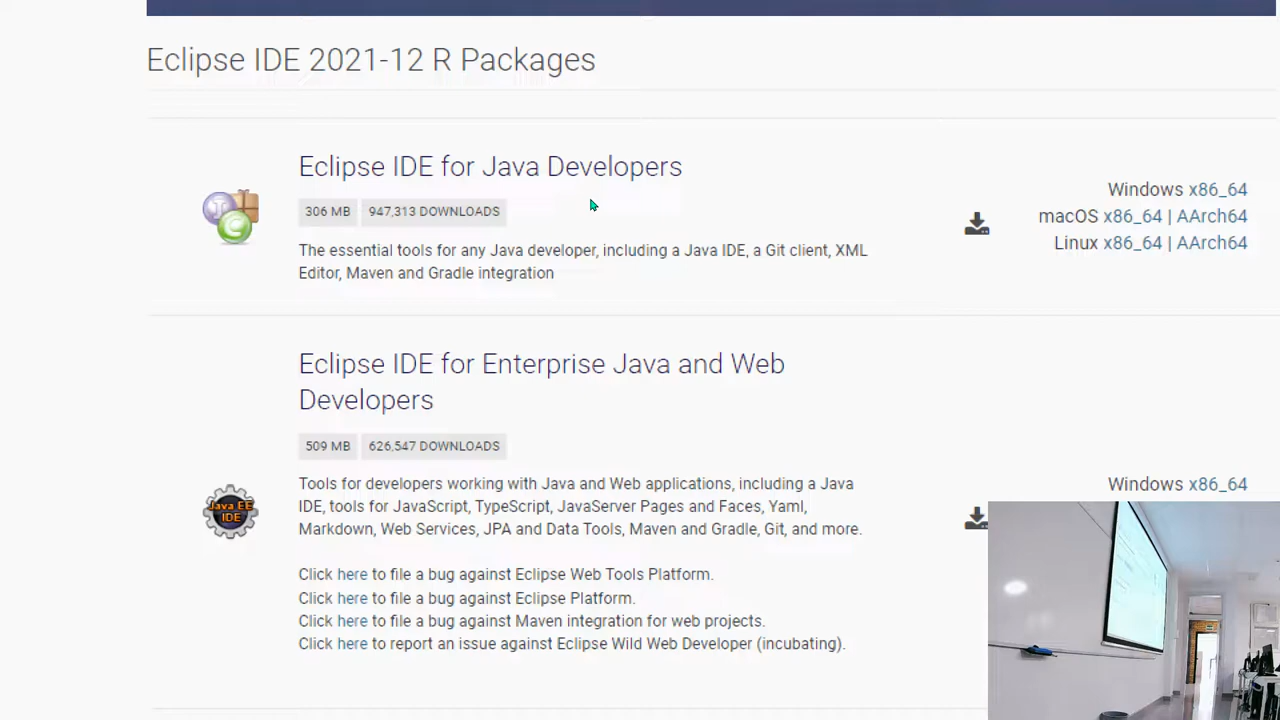 Eclipse IDE 2021-12 R Packages
Eclipse IDE for Java Developers
306 MB 947,313 DOWNLOADS
The essential tools for any Java developer, including a Java IDE, a Git client, XML
Editor, Maven and Gradle integration
Windows x86_64
macOS x86_64 | AArch64
Linux x86_64 | AArch64
Eclipse IDE for Enterprise Java and Web
Developers
509 MB 626,547 DOWNLOADS
Java EE
IDE
Tools for developers working with Java and Web applications, including a Java
IDE, tools for JavaScript, TypeScript, JavaServer Pages and Faces, Yaml,
Markdown, Web Services, JPA and Data Tools, Maven and Gradle, Git, and more.
Windows x86_64
Click here to file a bug against Eclipse Web Tools Platform.
Click here to file a bug against Eclipse Platform.
Click here to file a bug against Maven integration for web projects.
Click here to report an issue against Eclipse Wild Web Developer (incubating).